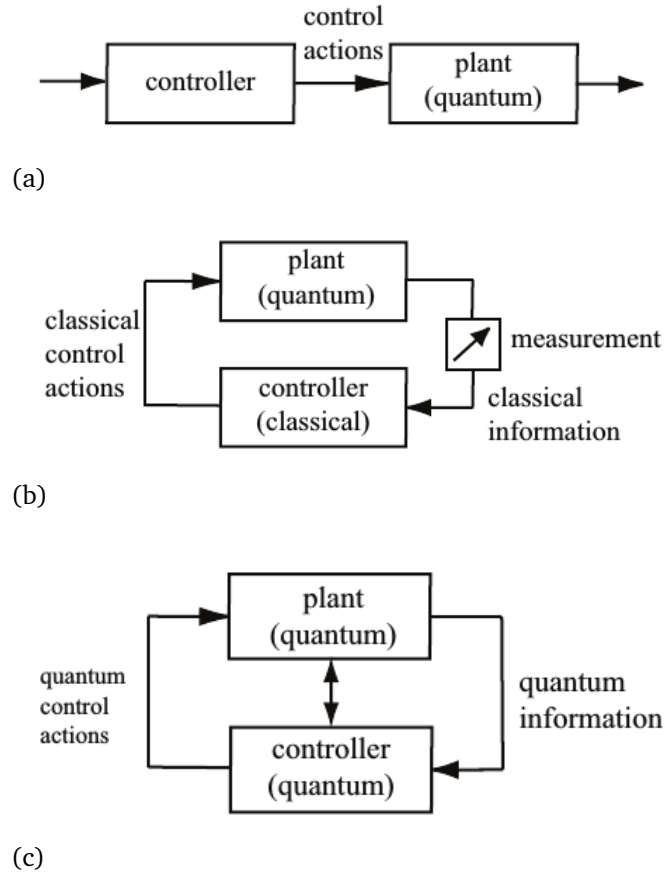 control
actions
controller
plant
(quantum)
(a)
plant
(quantum)
classical
control
actions
measurement
controller
(classical)
classical
information
(b)
plant
(quantum)
quantum
control
actions
quantum
information
controller
(quantum)
(c)